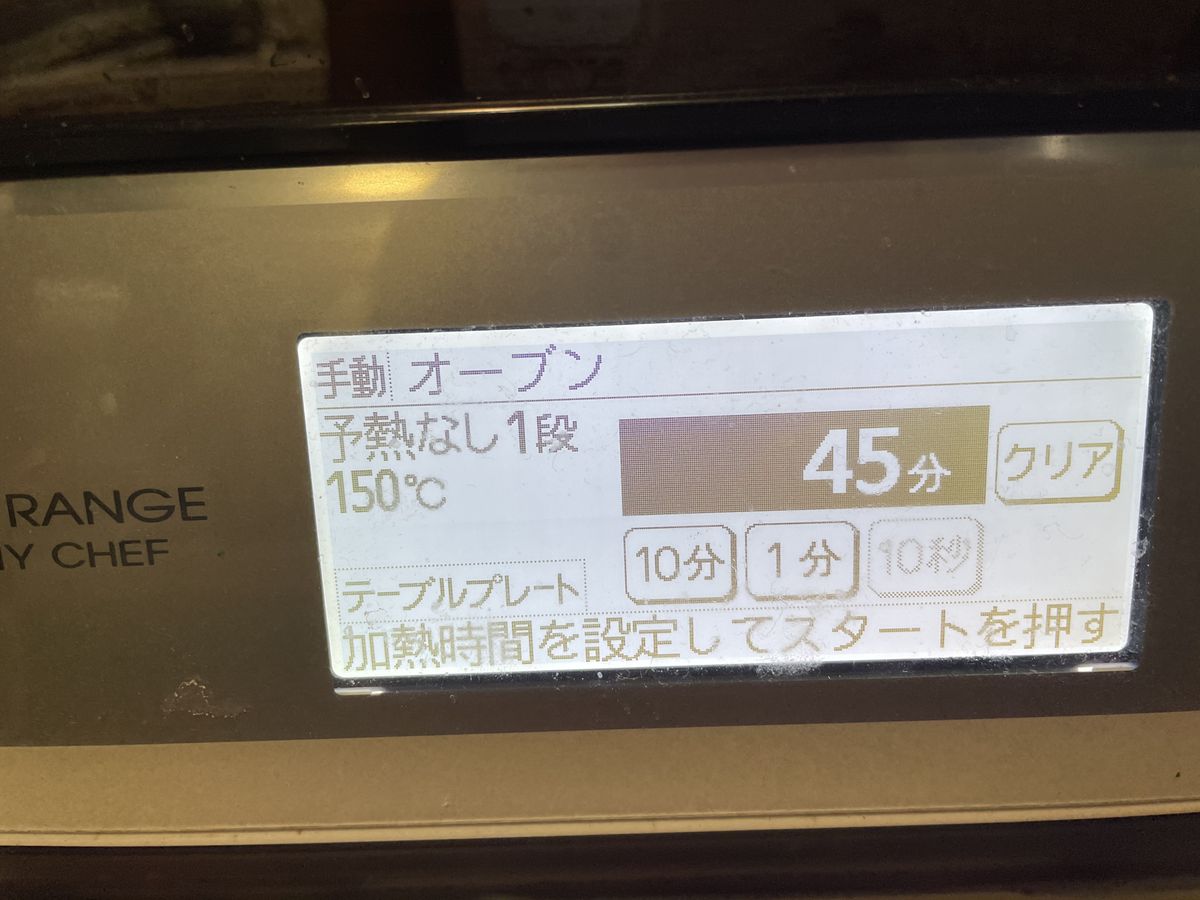 手動 オーブン
予熱なし 1段
150℃
45分
クリア
10分 1分 10秒
テーブルプレート
加熱時間を設定してスタートを押す
RANGE
CHEF